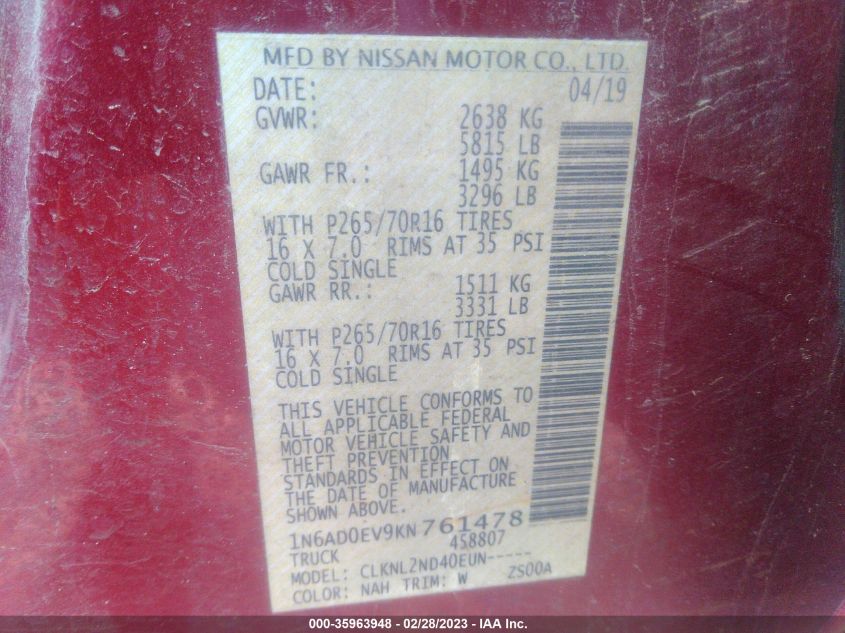 MFD BY NISSAN MOTOR CO., LTD.
DATE: 04/19
GVWR: 2638 KG
5815 LB
GAWR FR.: 1495 KG
3296 LB
WITH P265/70R16 TIRES
16 X 7.0 RIMS AT 35 PSI
COLD SINGLE
GAWR RR.: 1511 KG
3331 LB
WITH P265/70R16 TIRES
16 X 7.0 RIMS AT 35 PSI
COLD SINGLE
THIS VEHICLE CONFORMS TO
ALL APPLICABLE FEDERAL
MOTOR VEHICLE SAFETY AND
THEFT PREVENTION
STANDARDS IN EFFECT ON
THE DATE OF MANUFACTURE
SHOWN ABOVE.
1N6AD0EV9KN761478
TRUCK 458807
MODEL: CLKNL2ND40EUN-----
COLOR: NAH TRIM: W ZS00A
000-35963948 - 02/28/2023 - IAA Inc.